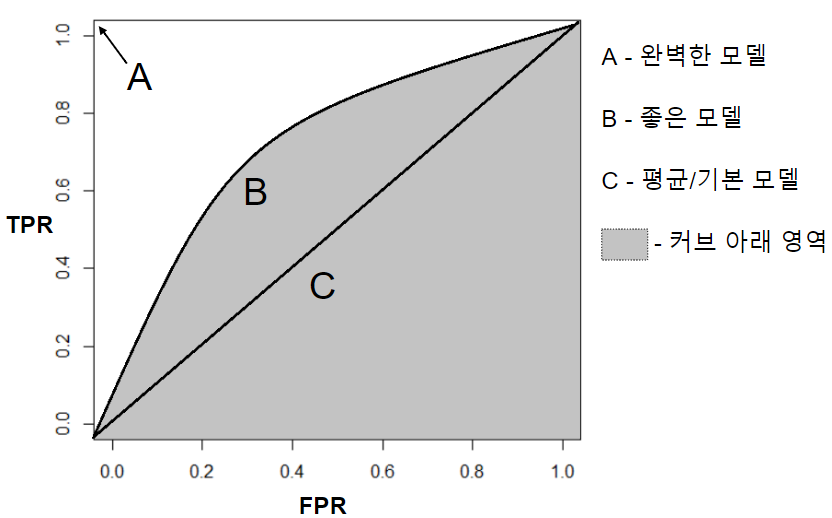 A
B
C
TPR
1.0
0.8
0.6
0.4
0.2
0.0
0.0 0.2 0.4 0.6 0.8 1.0
FPR
A - 완벽한 모델
B - 좋은 모델
C - 평균/기본 모델
- 커브 아래 영역